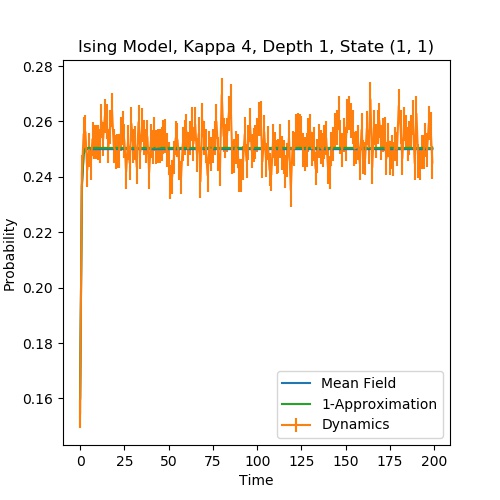 Ising Model, Kappa 4, Depth 1, State (1, 1)
0.28
0.26
0.24
0.22
0.20
0.18
0.16
Probability
0 25 50 75 100 125 150 175 200
Time
Mean Field
1-Approximation
Dynamics